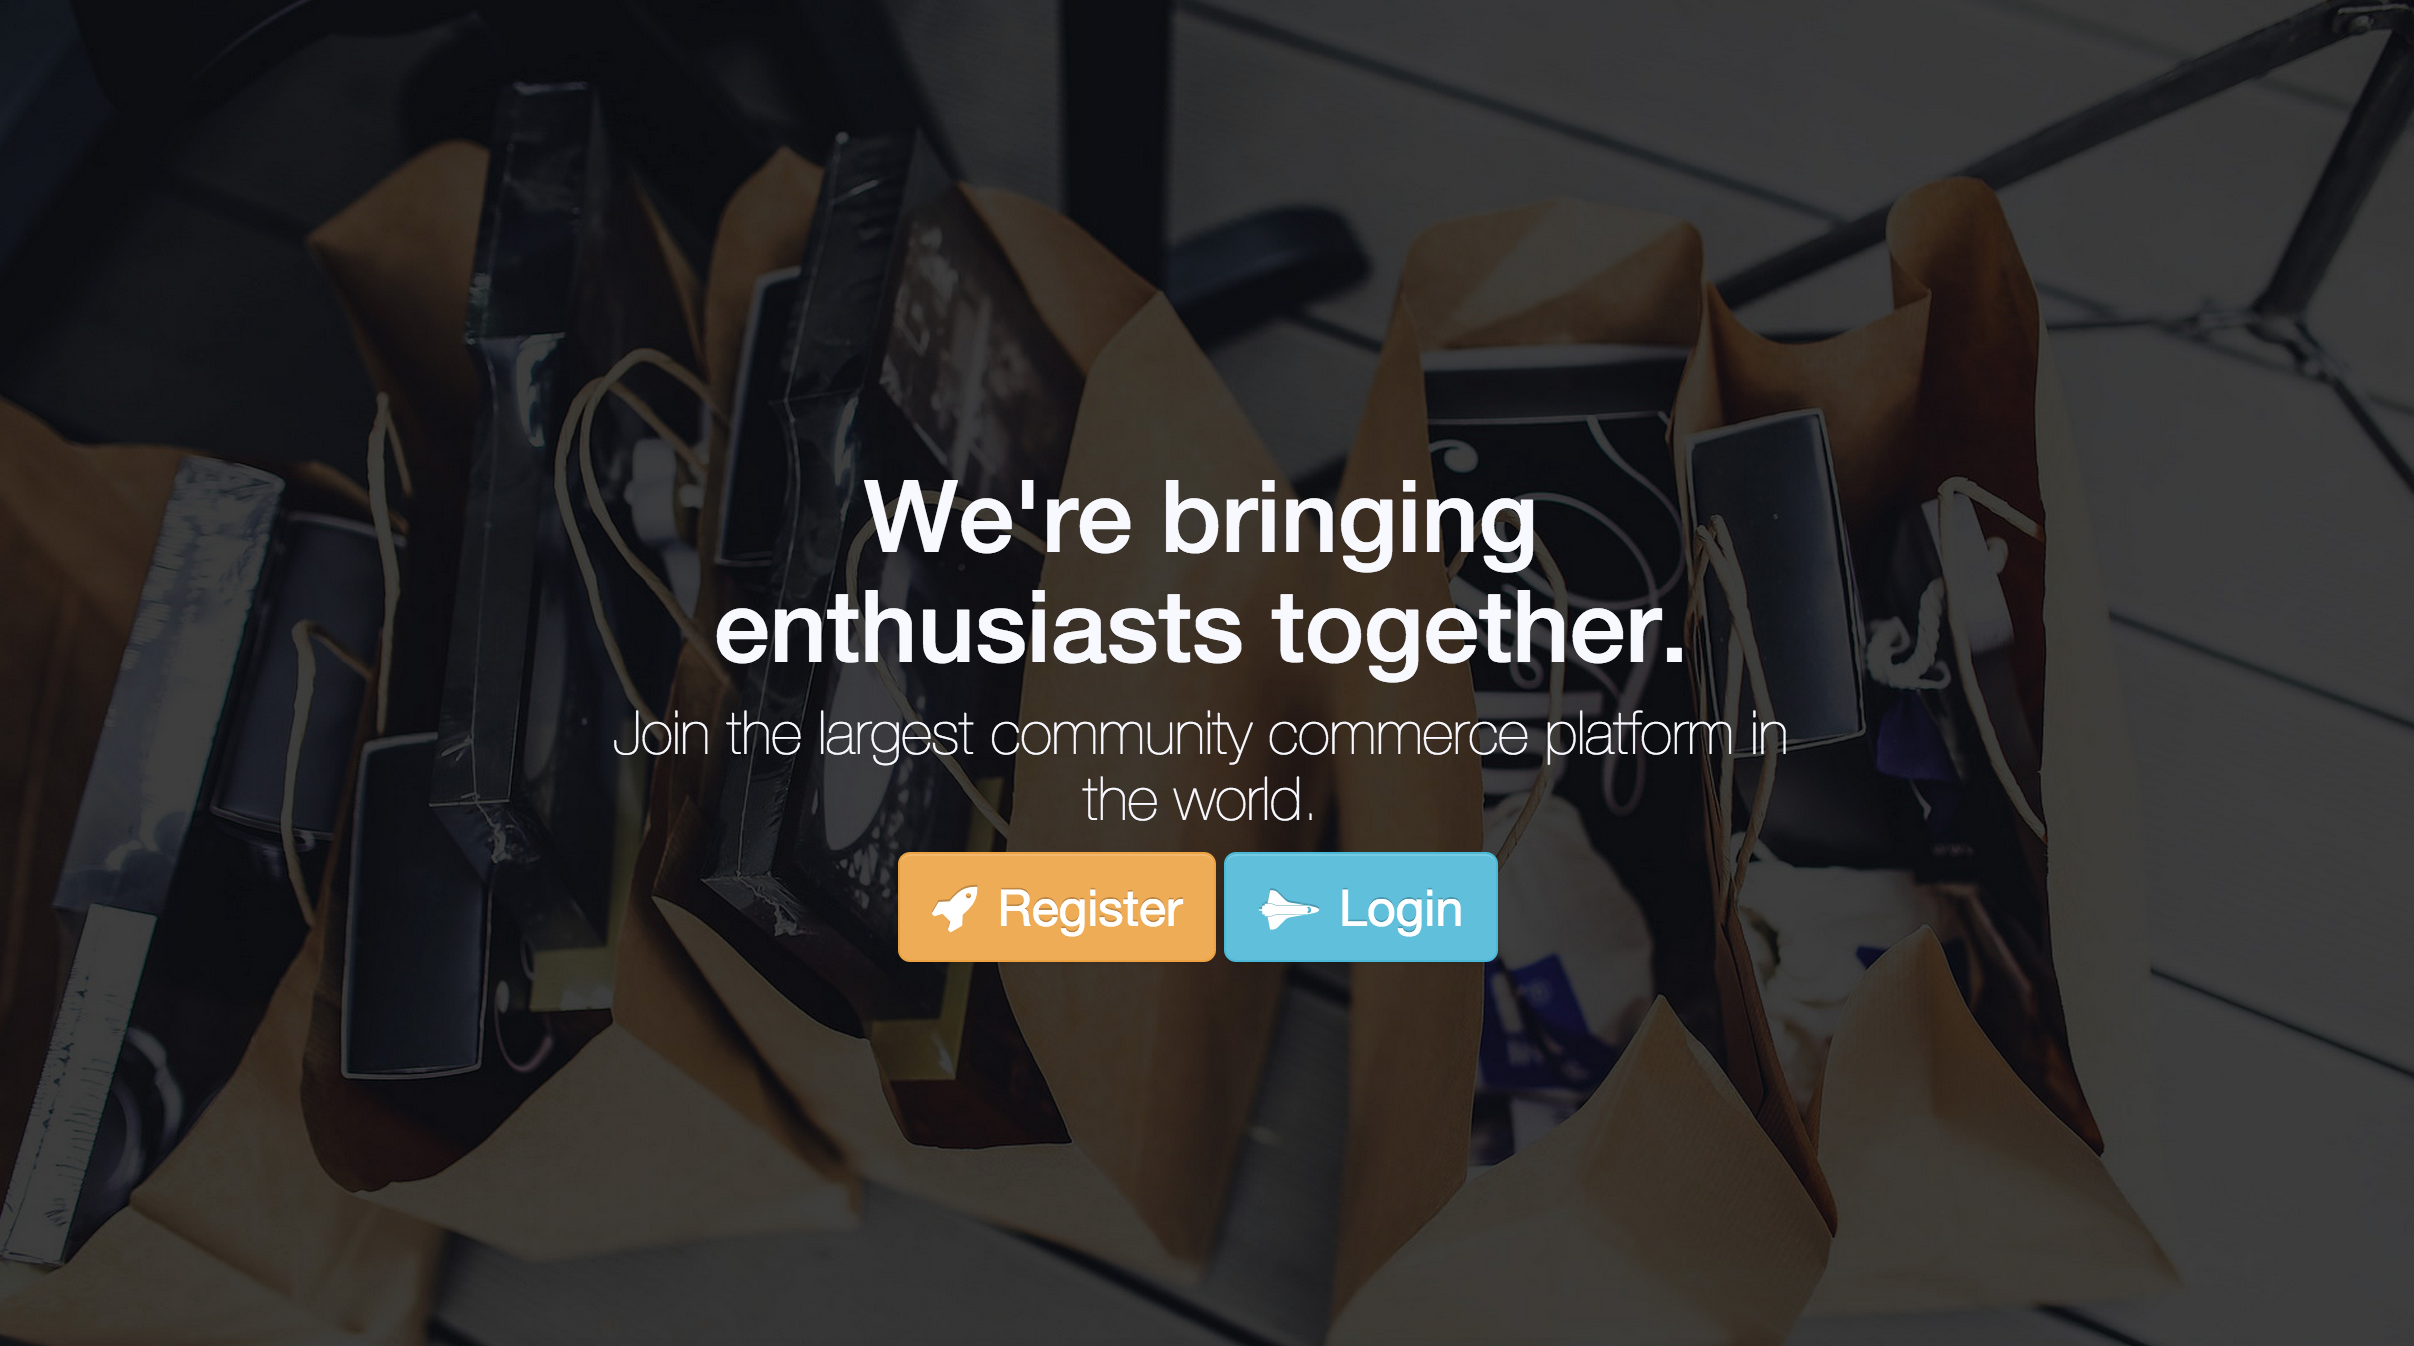 We're bringing
enthusiasts together.
Join the largest community commerce platform in
the world.
Register
Login